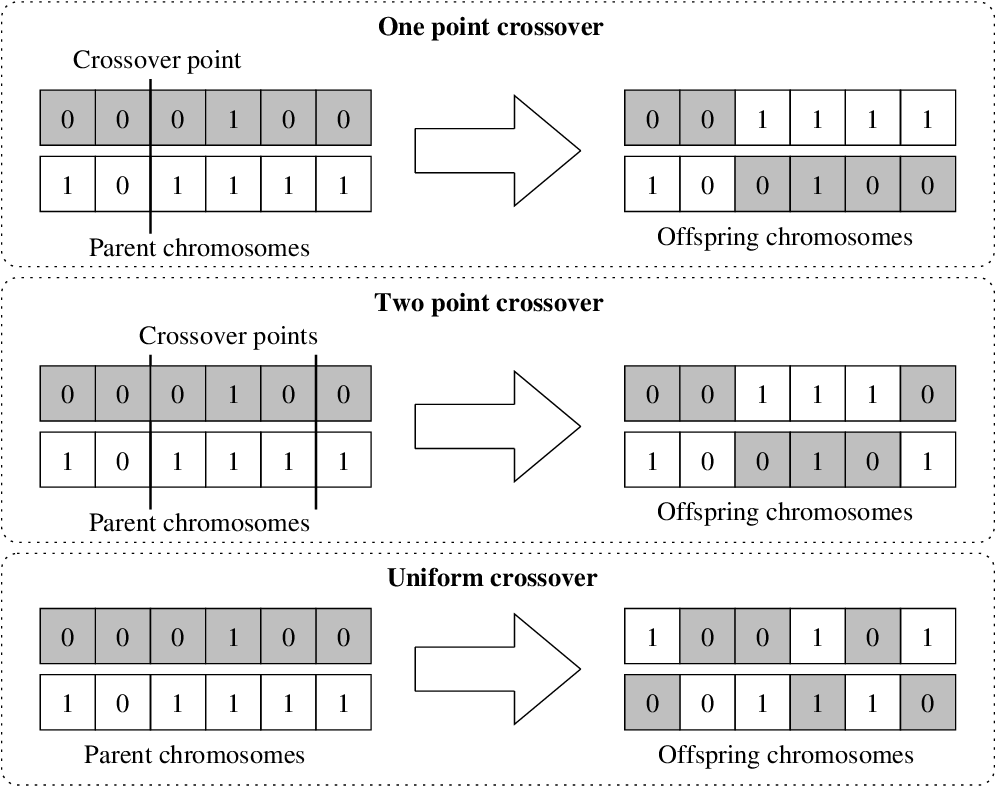 One point crossover
Crossover point
0 0 0 1 0 0
1 0 1 1 1 1
Parent chromosomes
0 0 1 1 1 1
1 0 0 1 0 0
Offspring chromosomes
Two point crossover
Crossover points
0 0 0 1 0 0
1 0 1 1 1 1
Parent chromosomes
0 0 1 1 1 0
1 0 0 1 0 1
Offspring chromosomes
Uniform crossover
0 0 0 1 0 0
1 0 1 1 1 1
Parent chromosomes
1 0 0 1 0 1
0 0 1 1 1 0
Offspring chromosomes